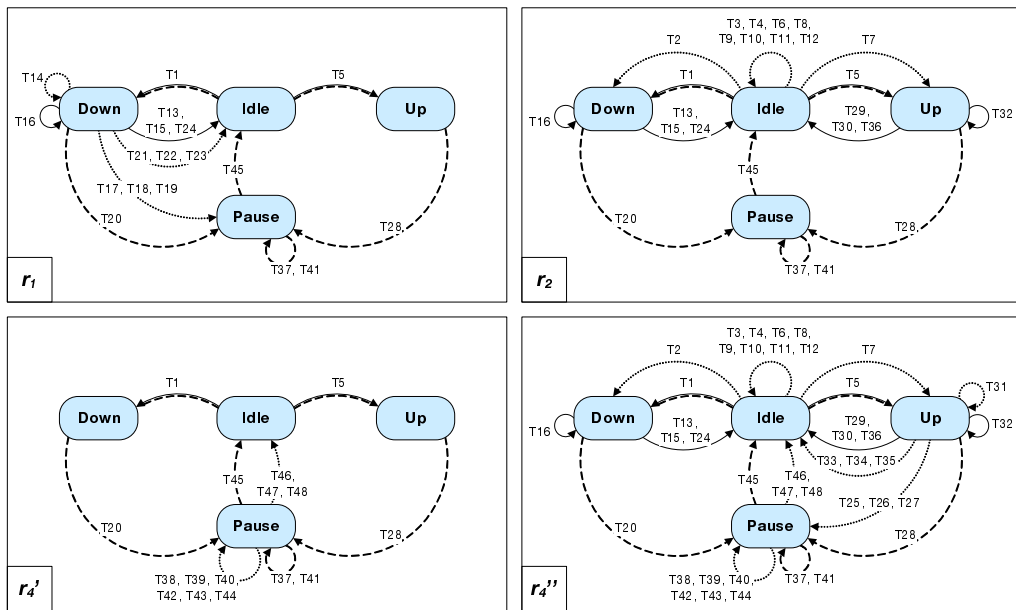 T14
T1
T5
Down
Idle
Up
T16
T13,
T15, T24
T21, T22, T23
T45
T17, T18, T19
Pause
T20
T28
T37, T41
r1
T3, T4, T6, T8,
T9, T10, T11, T12
T2
T7
T1
T5
Down
Idle
Up
T16
T13,
T15, T24
T29,
T30, T36
T32
T45
Pause
T20
T28
T37, T41
r2
T1
T5
Down
Idle
Up
T45
T46,
T47, T48
Pause
T20
T28
T38, T39, T40,
T42, T43, T44
T37, T41
r4'
T3, T4, T6, T8,
T9, T10, T11, T12
T2
T7
T1
T5
T31
Down
Idle
Up
T16
T13,
T15, T24
T29,
T30, T36
T32
T33, T34, T35
T45
T46,
T47, T48
T25, T26, T27
Pause
T20
T28
T38, T39, T40,
T42, T43, T44
T37, T41
r4''